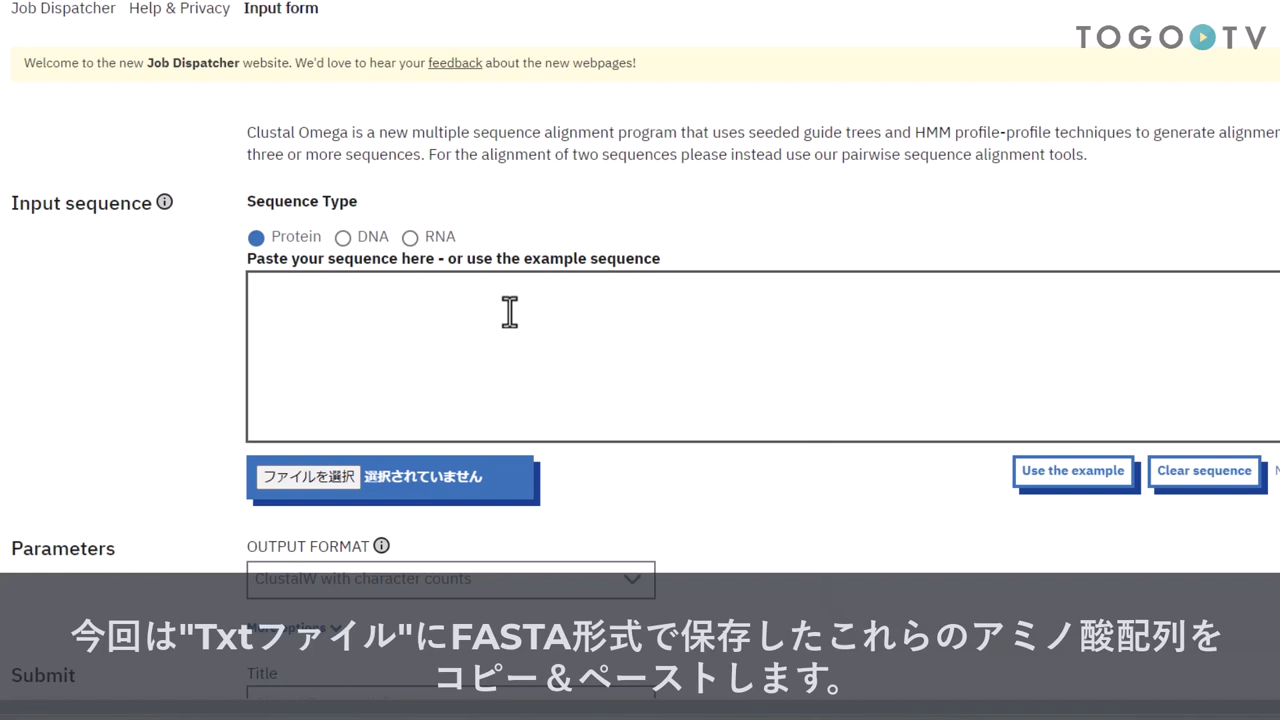 Job Dispatcher Help & Privacy Input form
TOGO TV
Welcome to the new Job Dispatcher website. We'd love to hear your feedback about the new webpages!
Clustal Omega is a new multiple sequence alignment program that uses seeded guide trees and HMM profile-profile techniques to generate
three or more sequences. For the alignment of two sequences please instead use our pairwise sequence alignment tools.
Input sequence
Sequence Type
Protein DNA RNA
Paste your sequence here - or use the example sequence
ファイルを選択 選択されていません
Use the example Clear sequence
Parameters
OUTPUT FORMAT
ClustalW with character counts
More options
今回は"Txtファイル"にFASTA形式で保存したこれらのアミノ酸配列を
コピー＆ペーストします。
Submit
Title